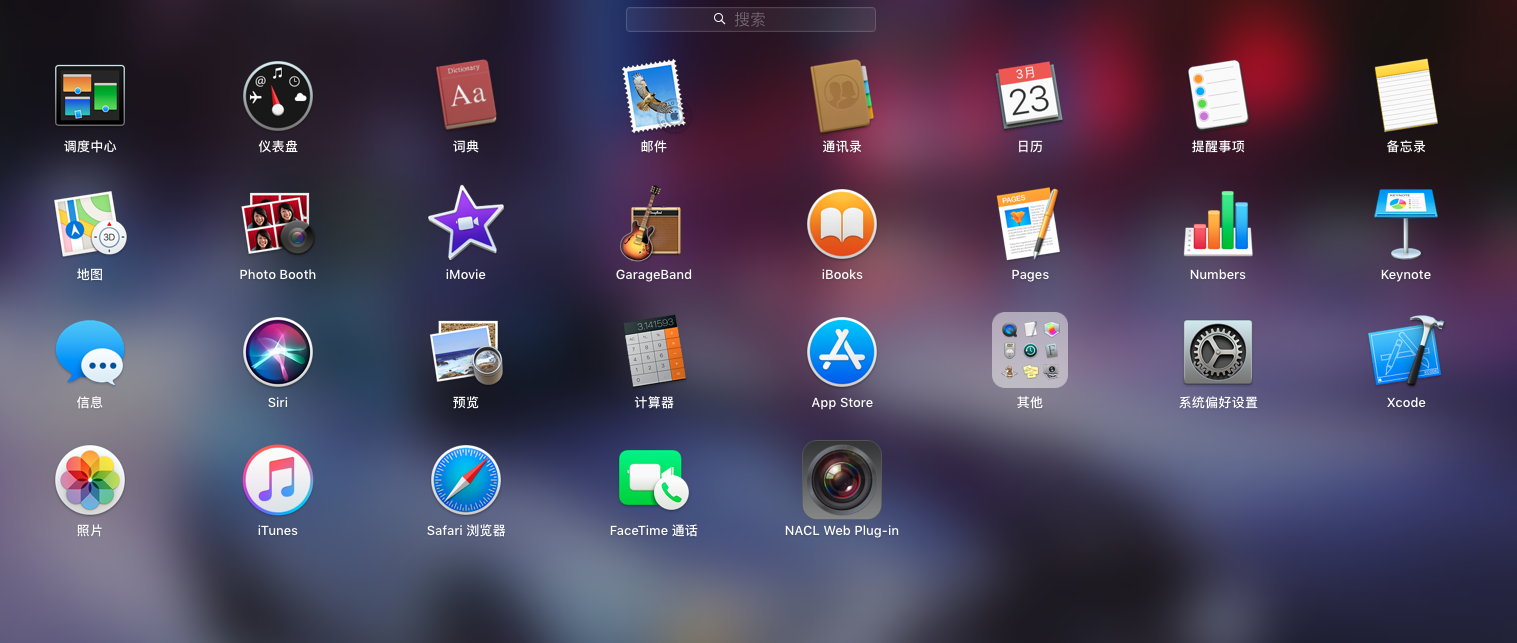 搜索
Dictionary
Aa
@
3月
23
调度中心
仪表盘
词典
邮件
通讯录
日历
提醒事项
备忘录
3D
PAGES
KEYNOTE
地图
Photo Booth
iMovie
GarageBand
iBooks
Pages
Numbers
Keynote
3.141593
信息
Siri
预览
计算器
App Store
其他
系统偏好设置
Xcode
照片
iTunes
Safari 浏览器
FaceTime 通话
NACL Web Plug-in